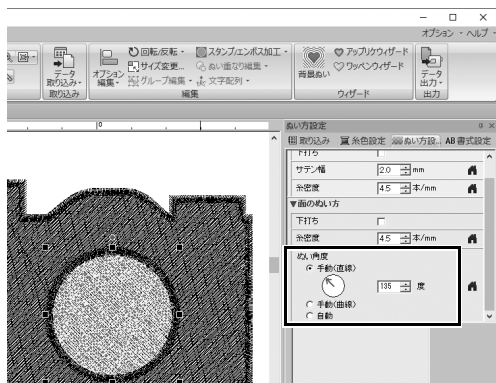 オプション ・ ヘルプ
データ
取り込み
取り込み
オプション
編集
回転/反転
サイズ変更...
グループ編集
スタンプ/エンボス加工
ぬい重なり編集
文字配列
編集
背景ぬい
アップリケウィザード
ワッペンウィザード
ウィザード
データ
出力
出力
ぬい方設定
取り込み 糸色設定 ぬい方設... AB 書式設定
下打ち
サテン幅 2.0 mm
糸密度 4.5 本/mm
▼面のぬい方
下打ち
糸密度 4.5 本/mm
ぬい角度
手動(直線)
135 度
手動(曲線)
自動